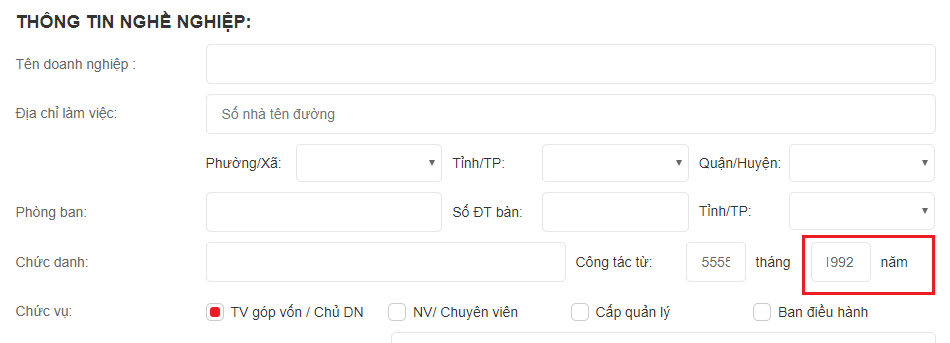 THÔNG TIN NGHỀ NGHIỆP:
Tên doanh nghiệp :
Địa chỉ làm việc: Số nhà tên đường
Phường/Xã: Tỉnh/TP: Quận/Huyện:
Phòng ban: Số ĐT bàn: Tỉnh/TP:
Chức danh: Công tác từ: 5555 tháng 1992 năm
Chức vụ: TV góp vốn / Chủ DN NV/ Chuyên viên Cấp quản lý Ban điều hành